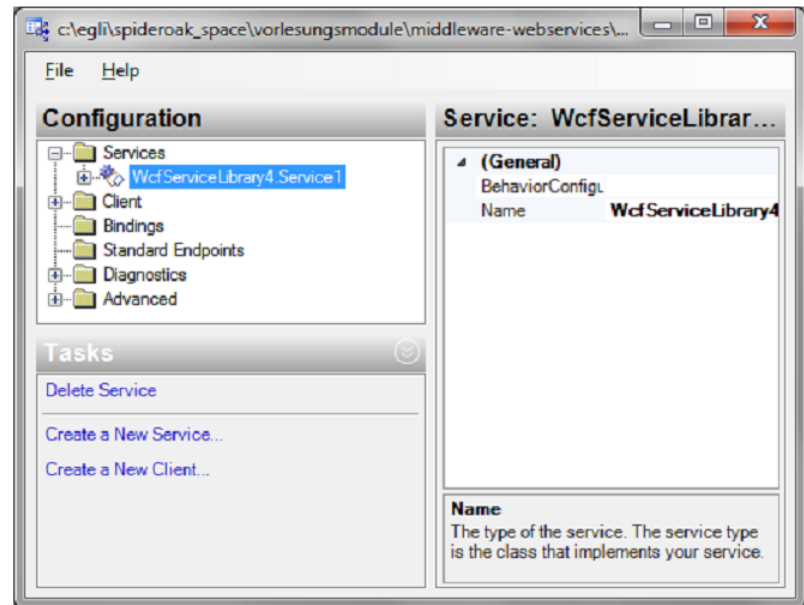 c:\egli\spideroak_space\vorlesungsmodule\middleware-webservices\...
File Help
Configuration
Services
WcfServiceLibrary4.Service1
Client
Bindings
Standard Endpoints
Diagnostics
Advanced
Tasks
Delete Service
Create a New Service...
Create a New Client...
Service: WcfServiceLibrar...
(General)
BehaviorConfigu
Name WcfServiceLibrary4
Name
The type of the service. The service type
is the class that implements your service.